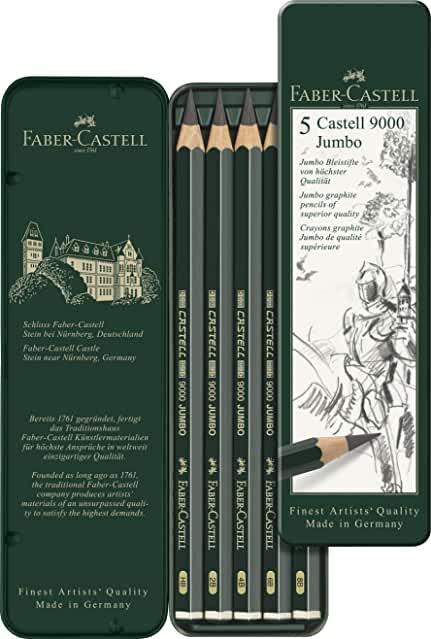 FABER-CASTELL
since 1761
Schloss Faber-Castell
Stein bei Nürnberg, Deutschland
Faber-Castell Castle
Stein near Nürnberg, Germany
Bereits 1761 gegründet, fertigt
das Traditionshaus
Faber-Castell Künstlermaterialien
für höchste Ansprüche in weltweit
einzigartiger Qualität.
Founded as long ago as 1761,
the traditional Faber-Castell
company produces artists'
materials of an unsurpassed quali-
ty to satisfy the highest demands.
Finest Artists' Quality
Made in Germany
CASTELL 9000 JUMBO FABER-CASTELL HB
CASTELL 9000 JUMBO FABER-CASTELL 2B
CASTELL 9000 JUMBO FABER-CASTELL 4B
CASTELL 9000 JUMBO FABER-CASTELL 6B
8B
FABER-CASTELL
since 1761
5 Castell 9000
Jumbo
Jumbo Bleistifte
von höchster
Qualität
Jumbo graphite
pencils of
superior quality
Crayons graphite
Jumbo de qualité
supérieure
Finest Artists' Quality
Made in Germany